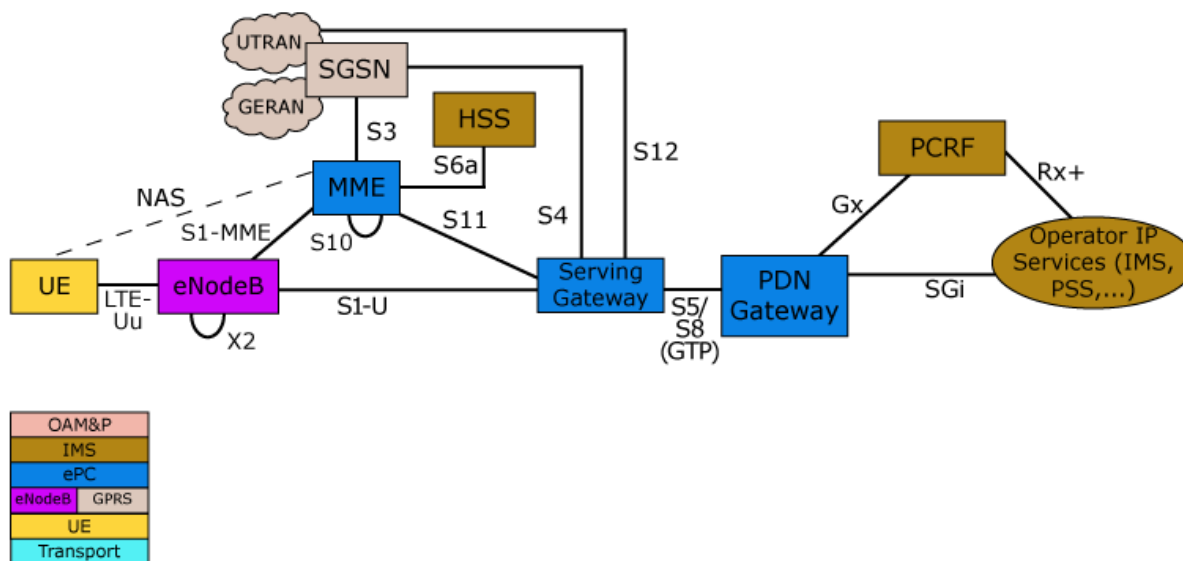 UTRAN
SGSN
GERAN
HSS
S3
S6a
S12
PCRF
Rx+
NAS
MME
Gx
S11
S4
S1-MME
S10
Operator IP
Services (IMS,
PSS,...)
UE
eNodeB
Serving
Gateway
PDN
Gateway
SGi
LTE-
Uu
S1-U
S5/
S8
(GTP)
X2
OAM&P
IMS
ePC
eNodeB GPRS
UE
Transport